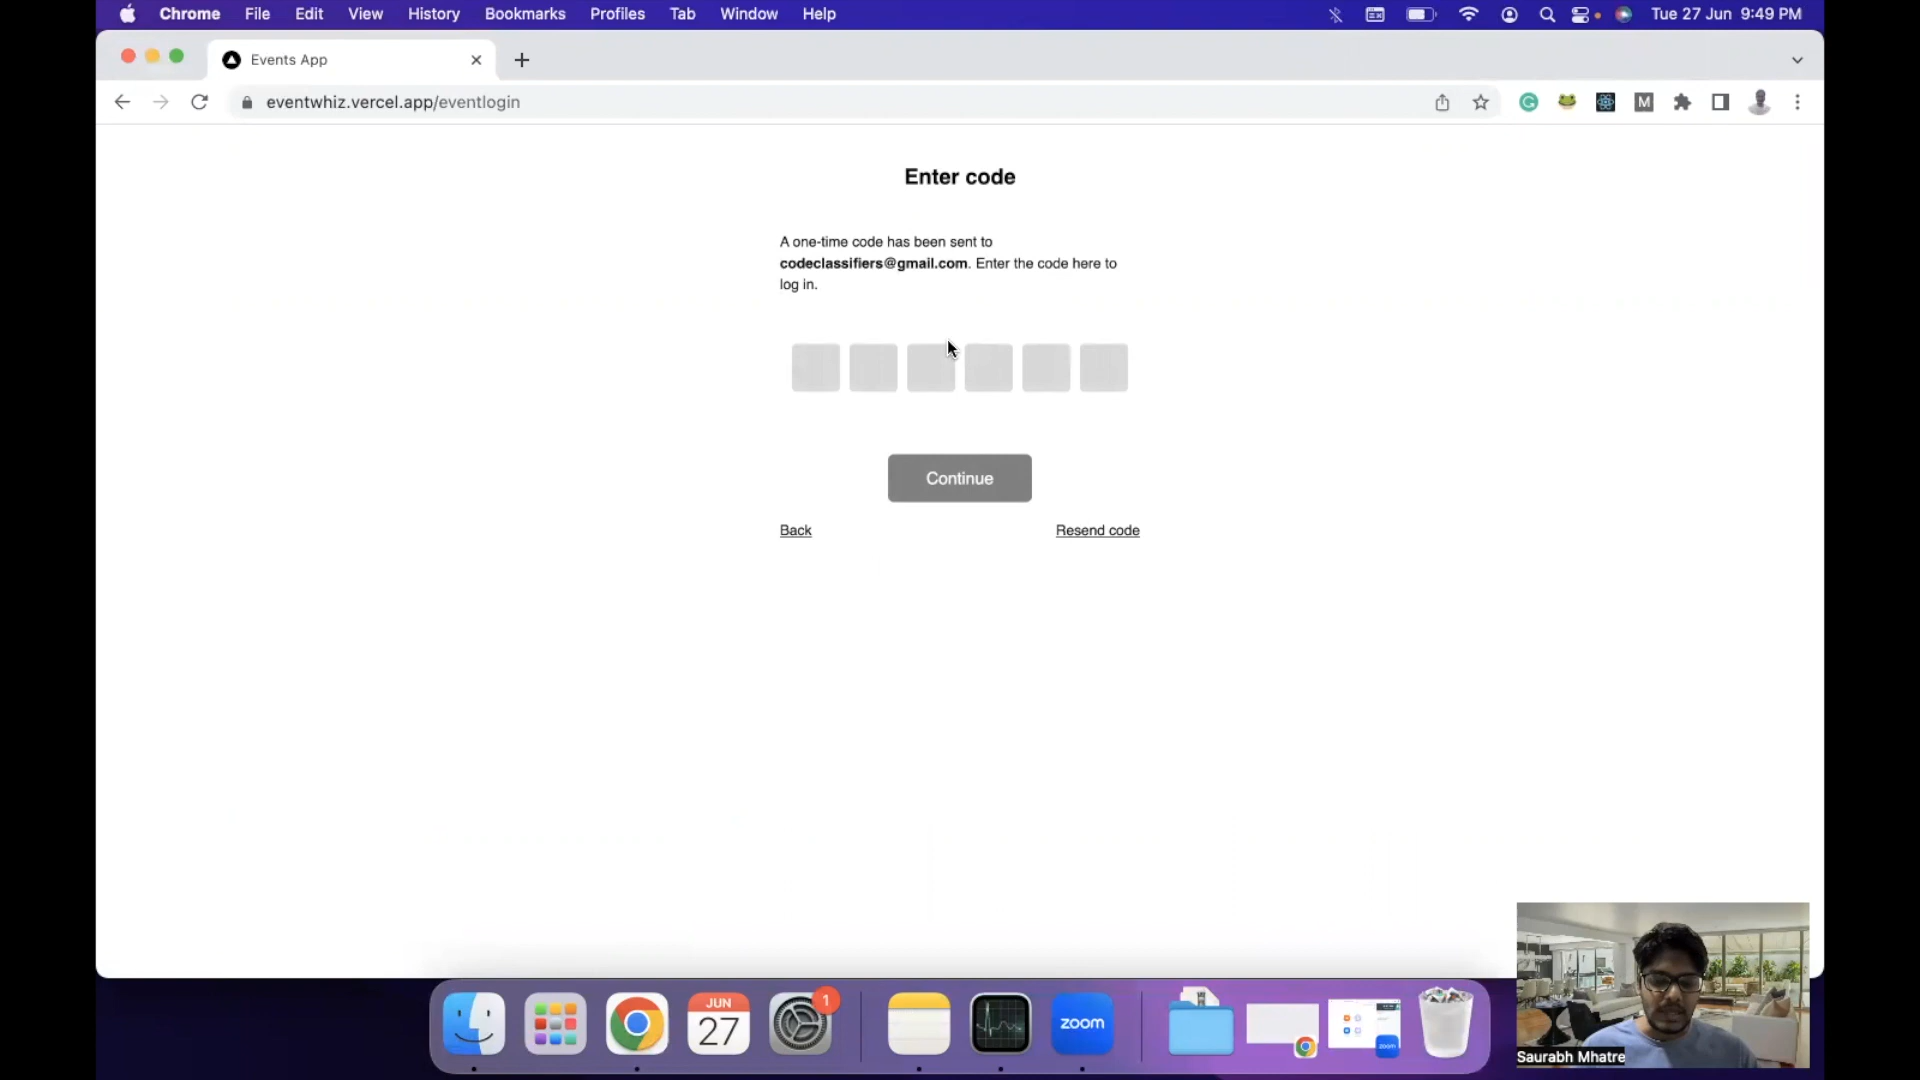 Chrome File Edit View History Bookmarks Profiles Tab Window Help Tue 27 Jun 9:49 PM
Events App
eventwhiz.vercel.app/eventlogin
M
Enter code
A one-time code has been sent to
codeclassifiers@gmail.com. Enter the code here to
log in.
Continue
Back Resend code
JUN
27
1
zoom
zoom
Saurabh Mhatre